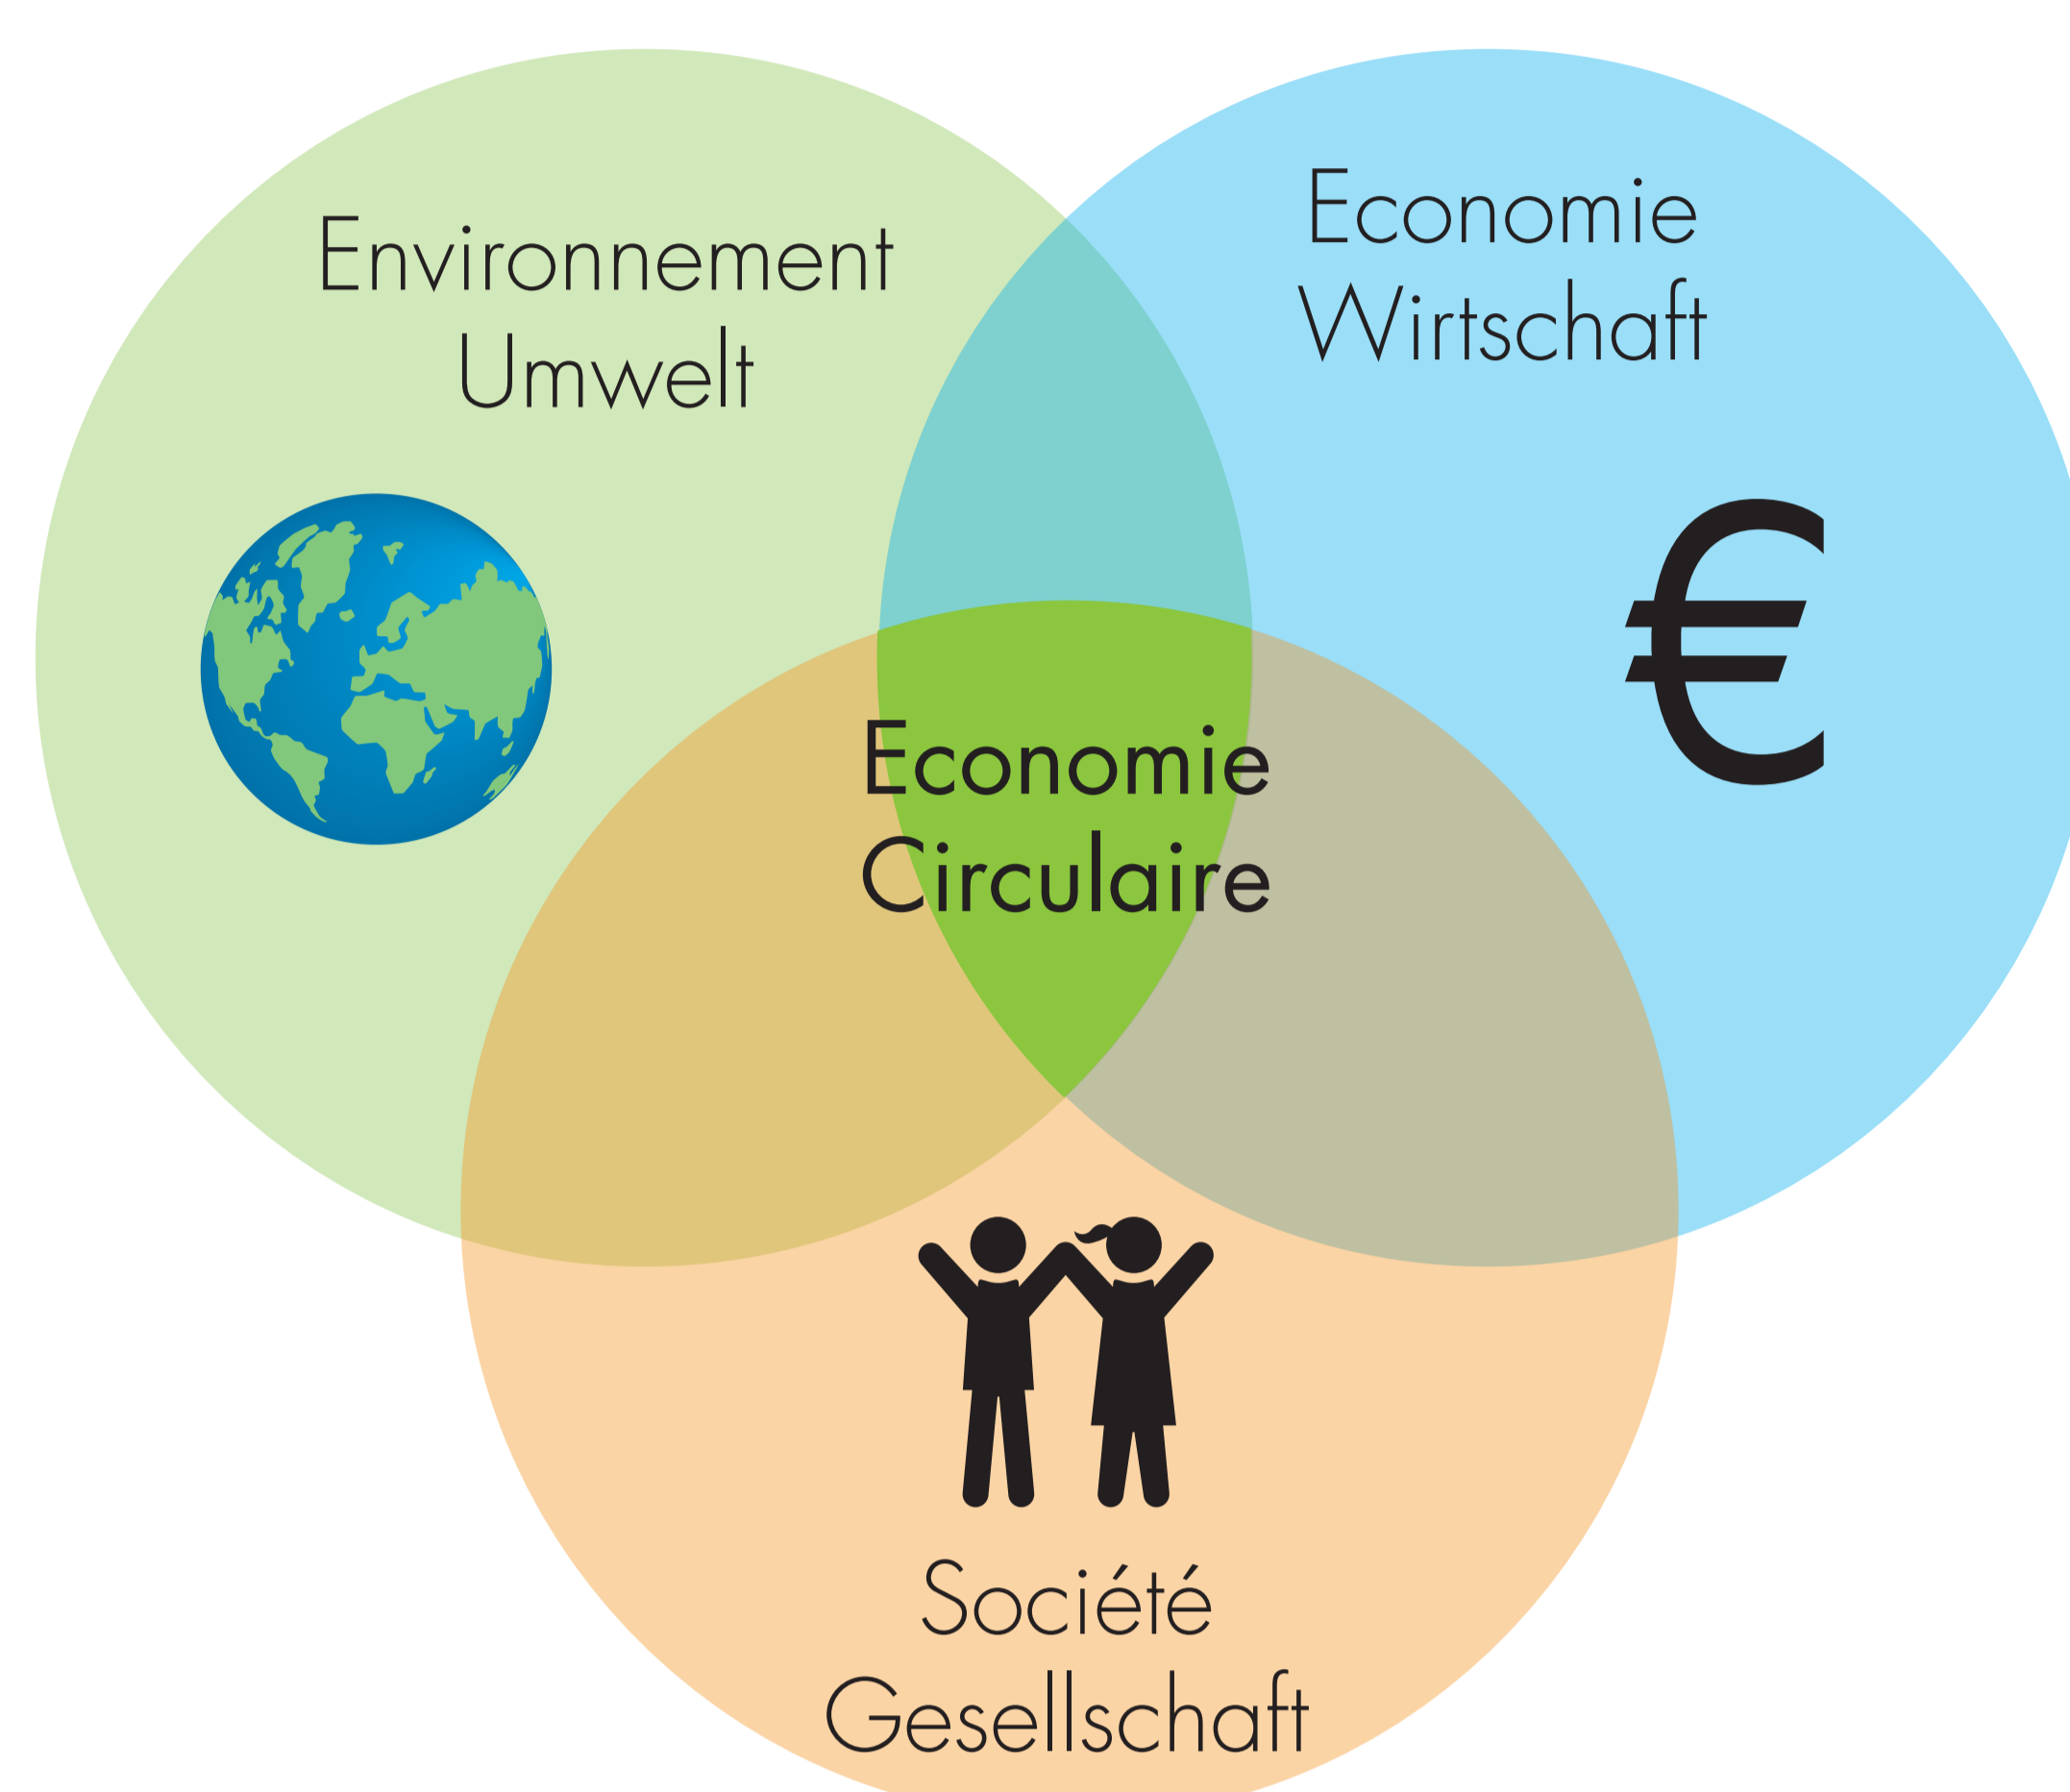 Environnement
Umwelt
Economie
Wirtschaft
€
Economie
Circulaire
Société
Gesellschaft